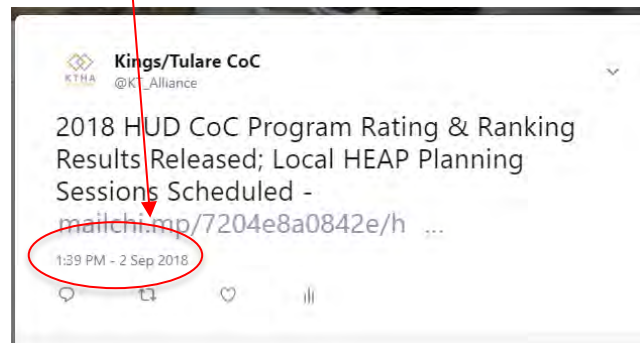 Kings/Tulare CoC
KTHA
@KT_Alliance
2018 HUD CoC Program Rating & Ranking
Results Released; Local HEAP Planning
Sessions Scheduled -
mailchi.mp/7204e8a0842e/h ...
1:39 PM - 2 Sep 2018